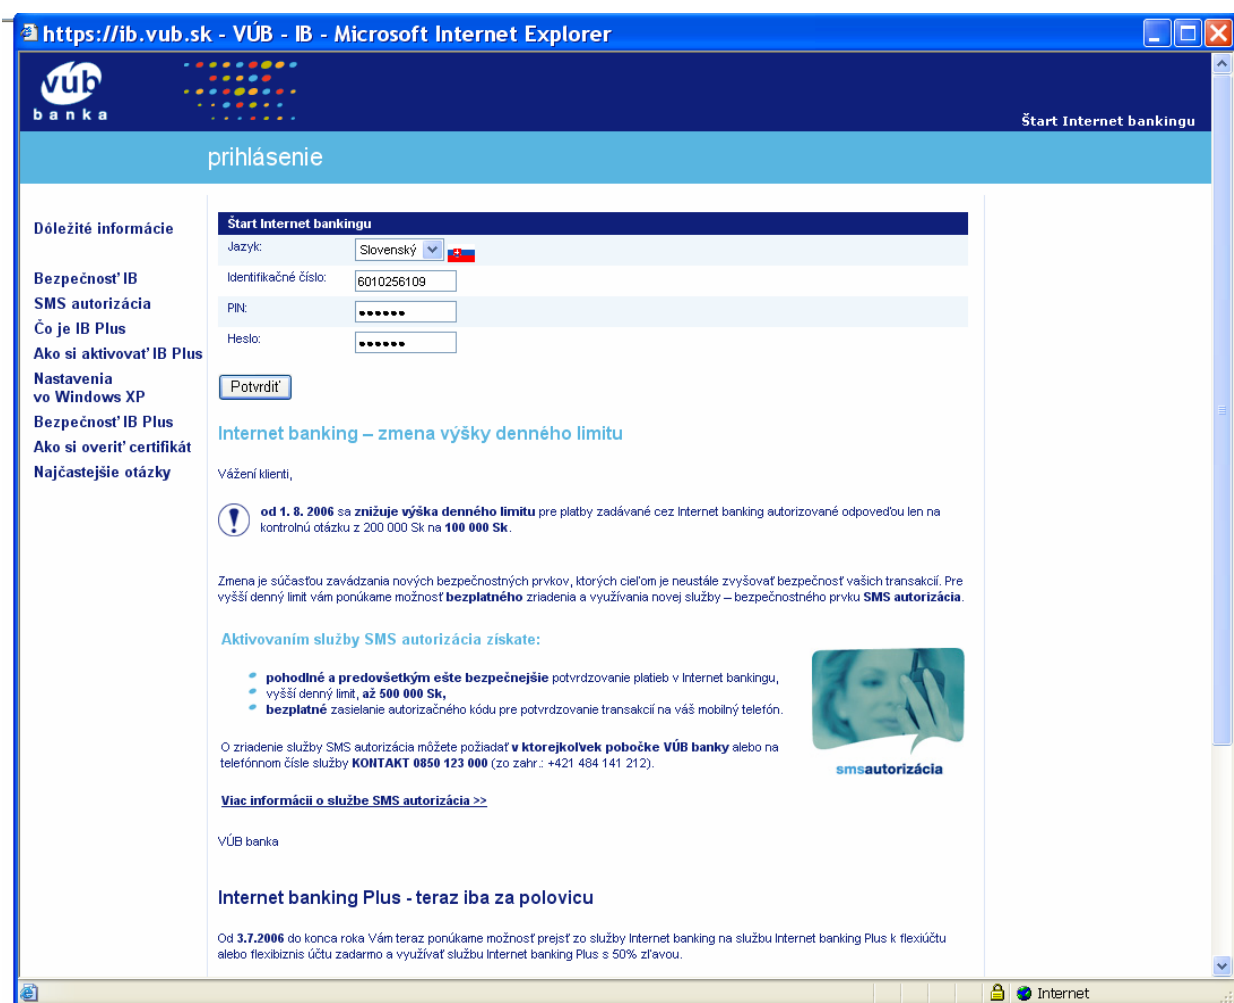 https://ib.vub.sk - VÚB - IB - Microsoft Internet Explorer
vúb
banka
Štart Internet bankingu
prihlásenie
Dóležité informácie
Bezpečnosť IB
SMS autorizácia
Čo je IB Plus
Ako si aktivovať IB Plus
Nastavenia
vo Windows XP
Bezpečnosť IB Plus
Ako si overiť certifikát
Najčastejšie otázky
Štart Internet bankingu
Jazyk:
Slovenský
Identifikačné číslo:
6010256109
PIN:
••••••
Heslo:
••••••
Potvrdiť
Internet banking – zmena výšky denného limitu
Vážení klienti,
od 1. 8. 2006 sa znižuje výška denného limitu pre platby zadávané cez Internet banking autorizované odpoveďou len na
kontrolnú otázku z 200 000 Sk na 100 000 Sk.
Zmena je súčasťou zavádzania nových bezpečnostných prvkov, ktorých cieľom je neustále zvyšovať bezpečnosť vašich transakcií. Pre
vyšší denný limit vám ponúkame možnosť bezplatného zriadenia a využívania novej služby – bezpečnostného prvku SMS autorizácia.
Aktivovaním služby SMS autorizácia získate:
pohodlné a predovšetkým ešte bezpečnejšie potvrdzovanie platieb v Internet bankingu,
vyšší denný limit, až 500 000 Sk,
bezplatné zasielanie autorizačného kódu pre potvrdzovanie transakcií na váš mobilný telefón.
O zriadenie služby SMS autorizácia môžete požiadať v ktorejkoľvek pobočke VÚB banky alebo na
telefónnom čísle služby KONTAKT 0850 123 000 (zo zahr.: +421 484 141 212).
smsautorizácia
Viac informácii o službe SMS autorizácia >>
VÚB banka
Internet banking Plus - teraz iba za polovicu
Od 3.7.2006 do konca roka Vám teraz ponúkame možnosť prejsť zo služby Internet banking na službu Internet banking Plus k flexiúčtu
alebo flexibiznis účtu zadarmo a využívať službu Internet banking Plus s 50% zľavou.
Internet